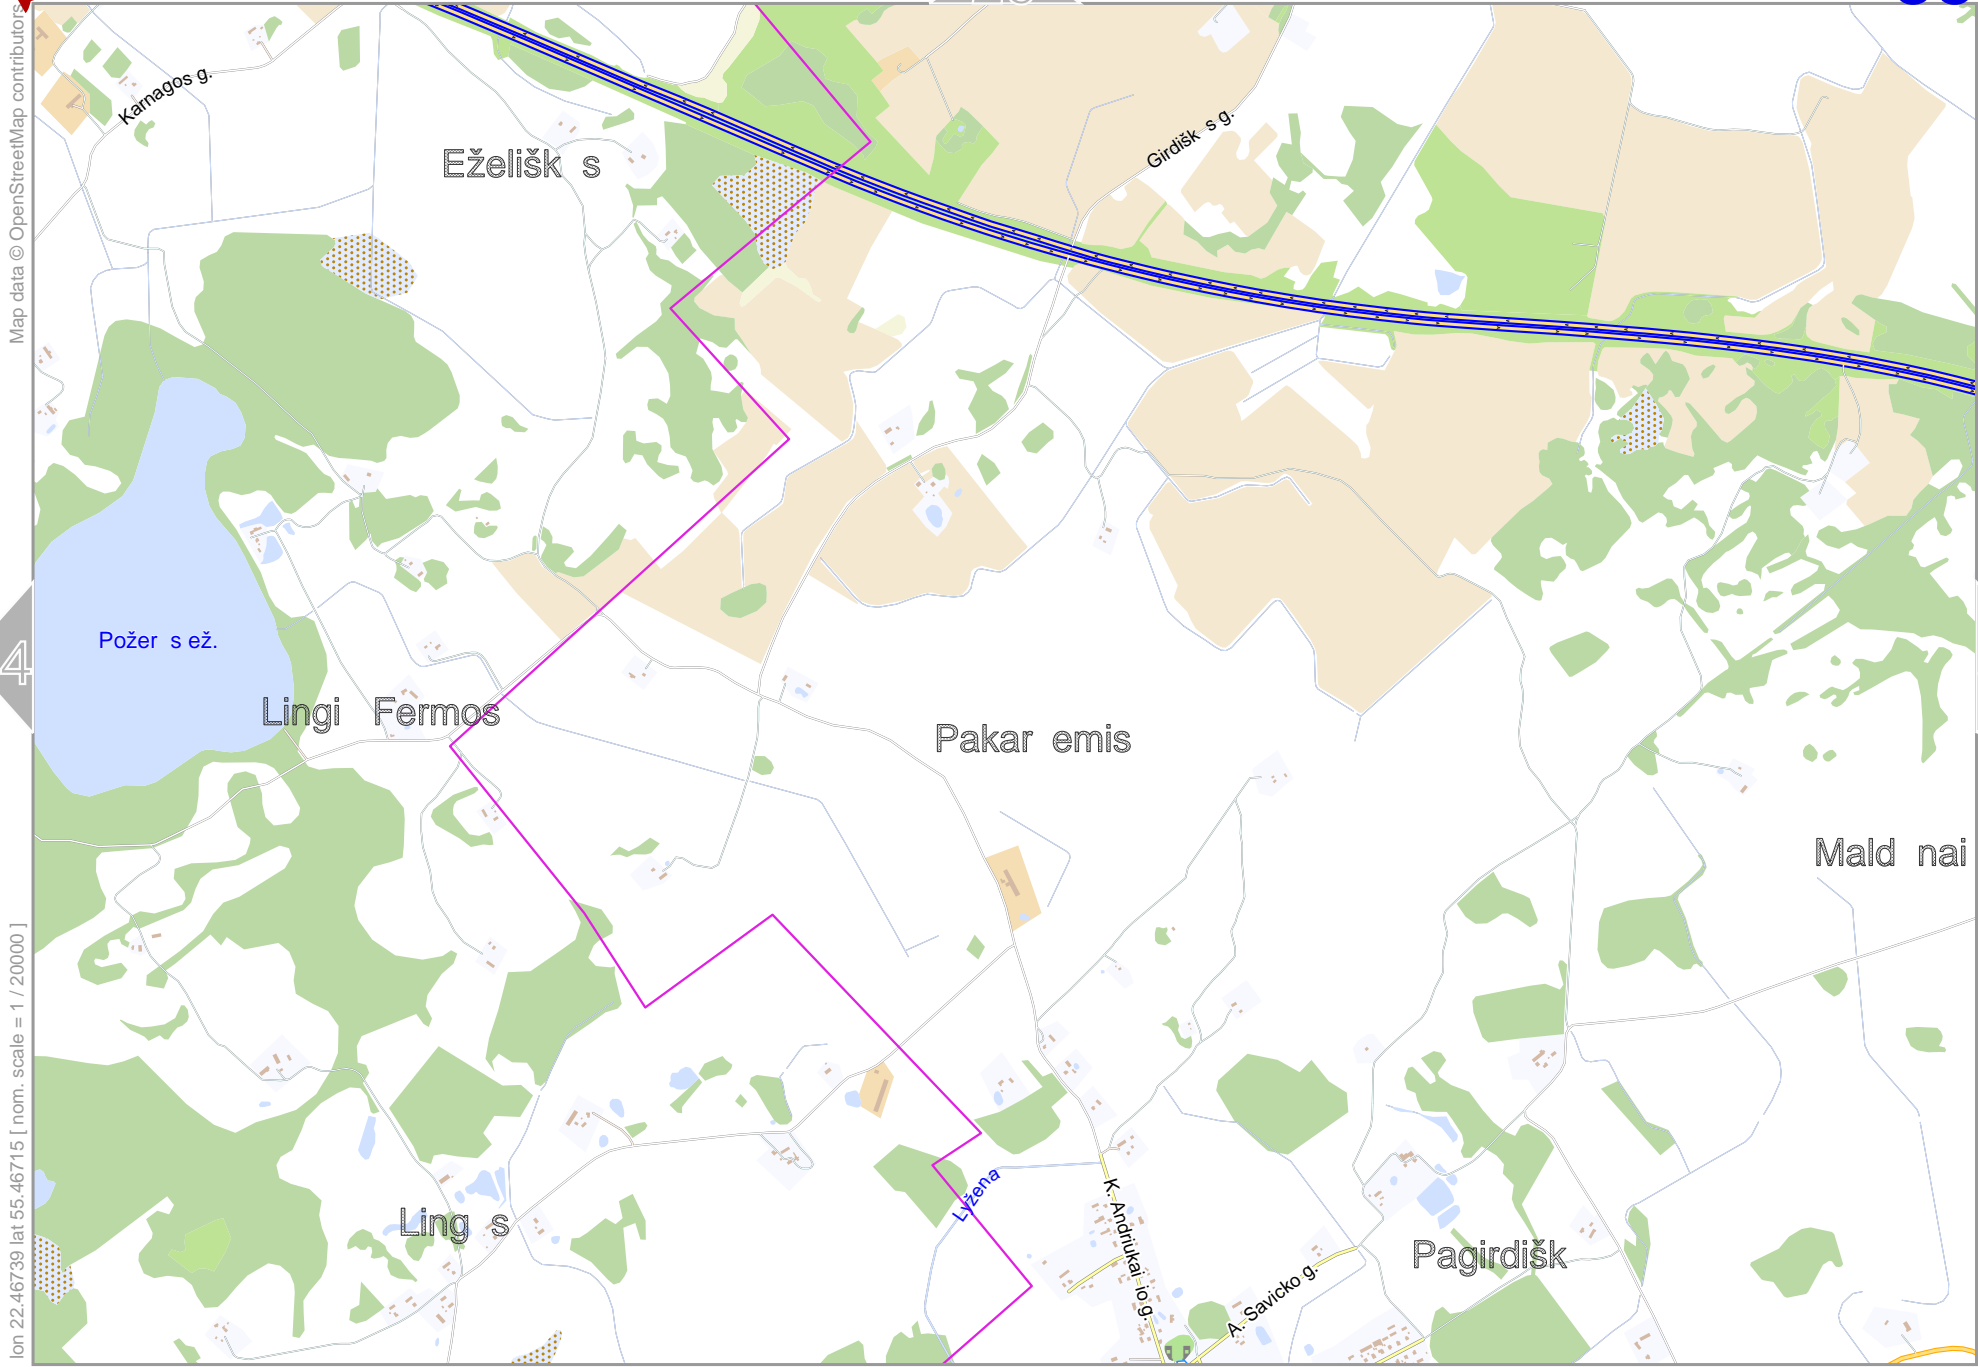 Map data © OpenStreetMap contributors
Karnagos g.
Eželišk s
Girdišk s g.
4
Požer s ež.
Lingi Fermos
Pakar emis
Mald nai
lon 22.46739 lat 55.46715 [ nom. scale = 1 / 20000 ]
Lyžena
K. Andriukai io g.
Ling s
Pagirdišk
A. Savicko g.